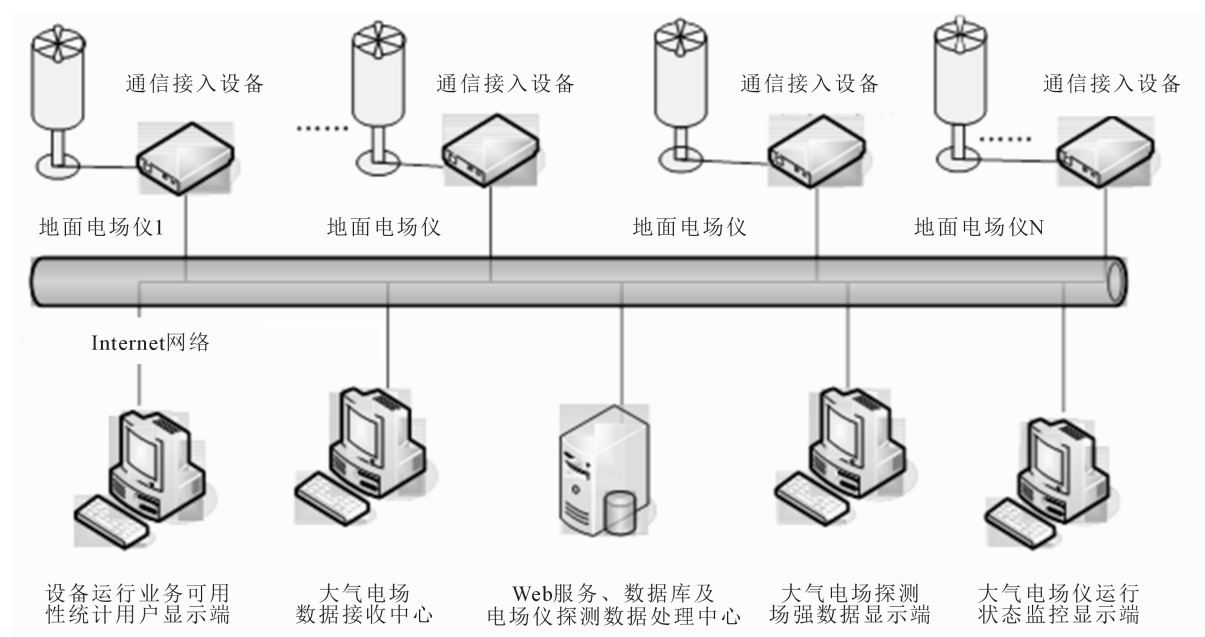 通信接入设备
通信接入设备
通信接入设备
通信接入设备
······
······
地面电场仪1
地面电场仪
地面电场仪
地面电场仪N
Internet网络
设备运行业务可用
性统计用户显示端
大气电场
数据接收中心
Web服务、数据库及
电场仪探测数据处理中心
大气电场探测
场强数据显示端
大气电场仪运行
状态监控显示端